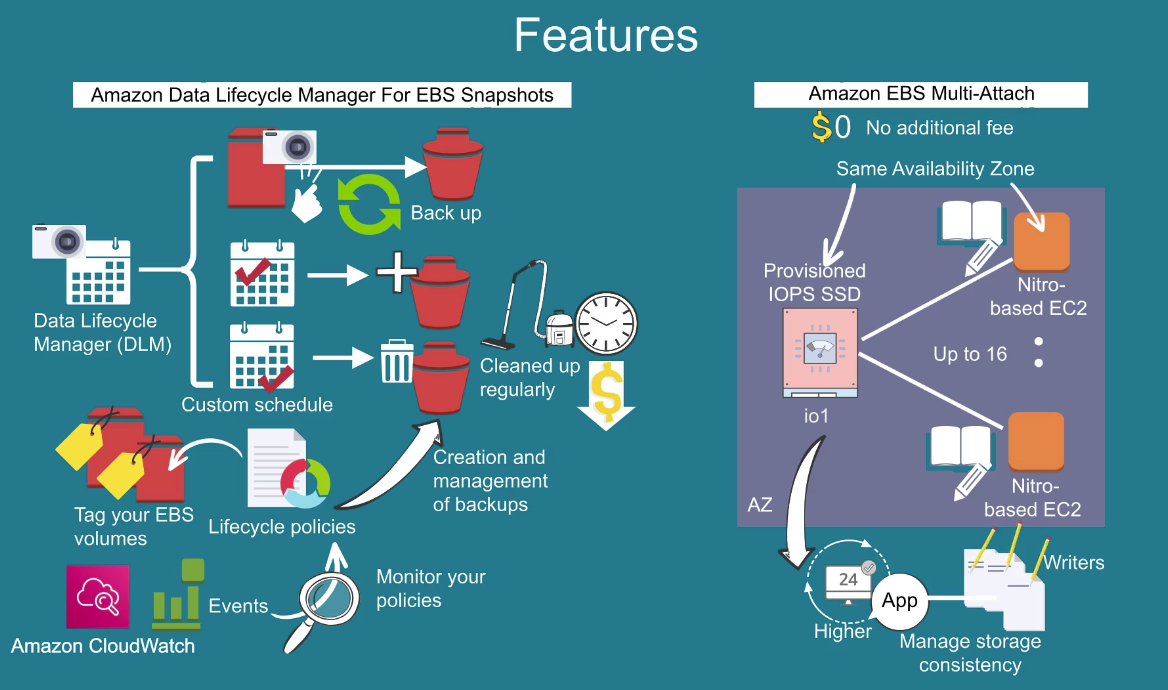 Features
Amazon Data Lifecycle Manager For EBS Snapshots
Back up
Data Lifecycle
Manager (DLM)
Custom schedule
Cleaned up
regularly
$
Tag your EBS
volumes
Lifecycle policies
Creation and
management
of backups
Amazon CloudWatch
Events
Monitor your
policies
Amazon EBS Multi-Attach
$0 No additional fee
Same Availability Zone
Provisioned
IOPS SSD
io1
Nitro-
based EC2
Up to 16
Nitro-
based EC2
AZ
24
Higher
App
Writers
Manage storage
consistency